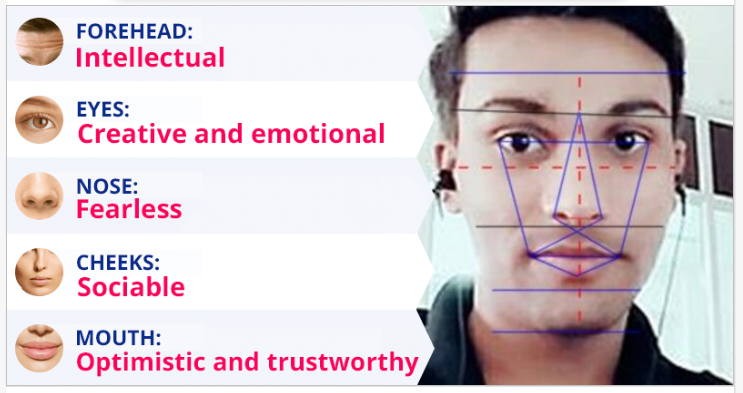 FOREHEAD:
Intellectual
EYES:
Creative and emotional
NOSE:
Fearless
CHEEKS:
Sociable
MOUTH:
Optimistic and trustworthy